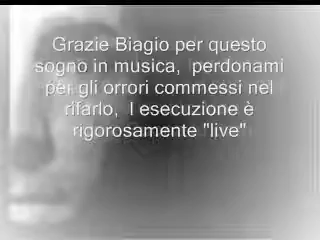 Grazie Biagio per questo
sogno in musica,  perdonami
per gli orrori commessi nel
rifarlo,  l esecuzione è
rigorosamente "live"